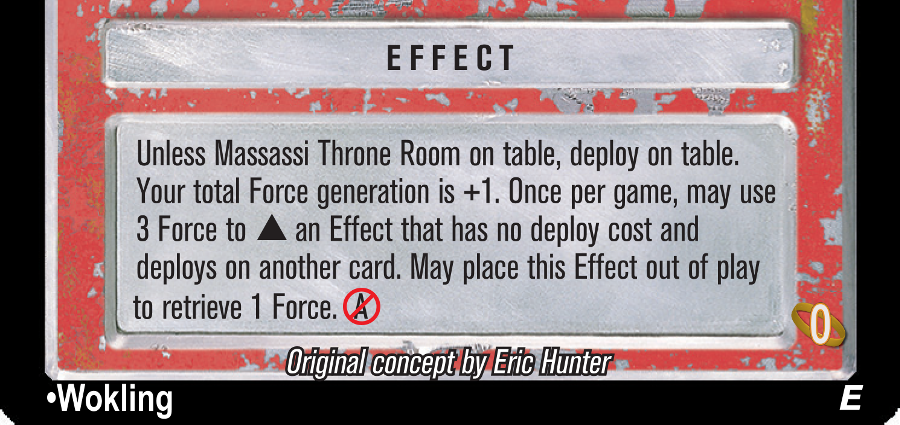 EFFECT
Unless Massassi Throne Room on table, deploy on table.
Your total Force generation is +1. Once per game, may use
3 Force to ▲ an Effect that has no deploy cost and
deploys on another card. May place this Effect out of play
to retrieve 1 Force. A
0
Original concept by Eric Hunter
•Wokling E